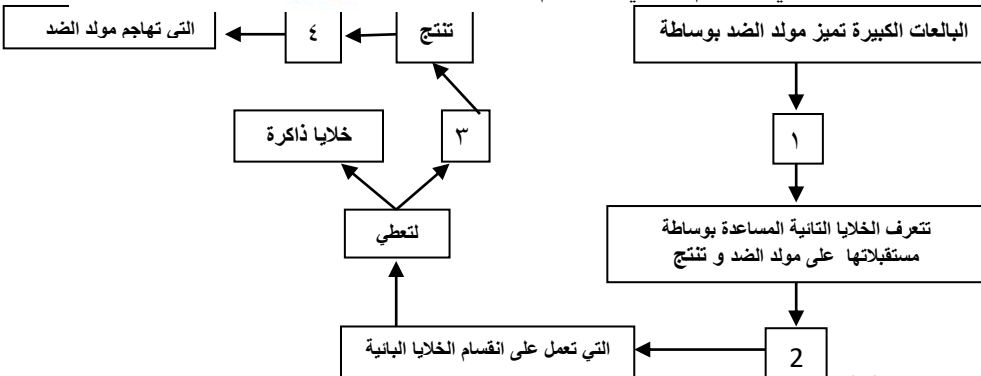 البالعات الكبيرة تميز مولد الضد بوساطة
١
تتعرف الخلايا التائية المساعدة بوساطة
مستقبلاتها على مولد الضد و تنتج
2
التي تعمل على انقسام الخلايا البائية
لتعطي
خلايا ذاكرة
٣
تنتج
٤
التى تهاجم مولد الضد